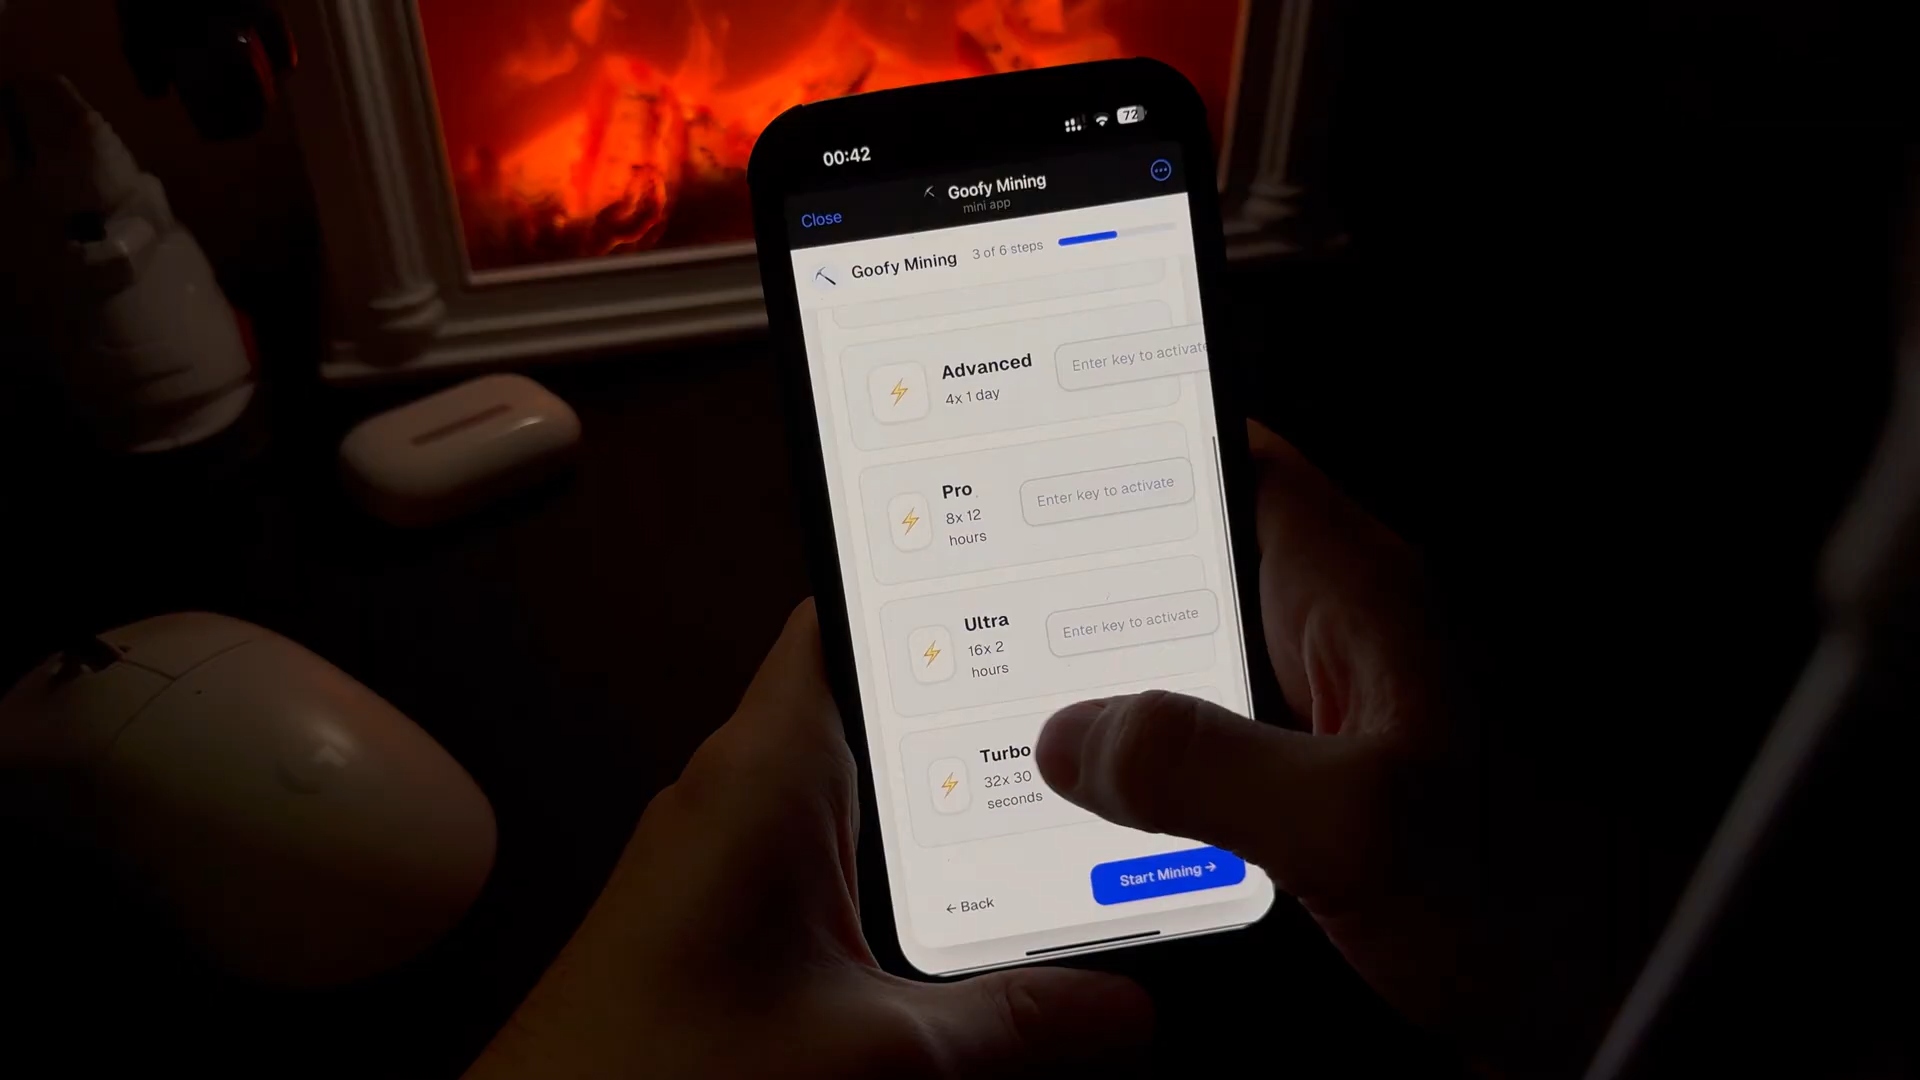 00:42
72
Close
Goofy Mining
mini app
Goofy Mining
3 of 6 steps
Advanced
4x 1 day
Enter key to activate
Pro
8x 12
hours
Enter key to activate
Ultra
16x 2
hours
Enter key to activate
Turbo
32x 30
seconds
← Back
Start Mining →